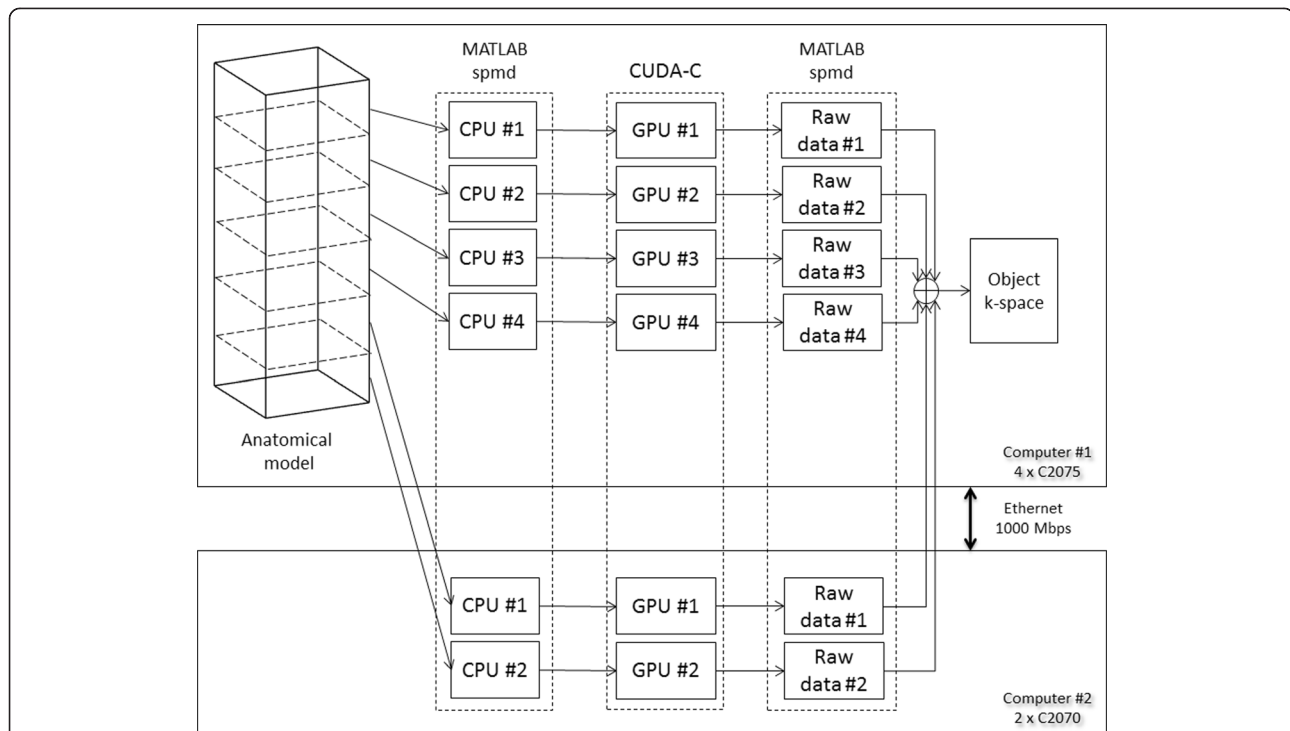 MATLAB
spmd
CUDA-C
MATLAB
spmd
CPU #1
GPU #1
Raw
data #1
CPU #2
GPU #2
Raw
data #2
CPU #3
GPU #3
Raw
data #3
CPU #4
GPU #4
Raw
data #4
Object
k-space
Anatomical
model
Computer #1
4 x C2075
Ethernet
1000 Mbps
CPU #1
GPU #1
Raw
data #1
CPU #2
GPU #2
Raw
data #2
Computer #2
2 x C2070